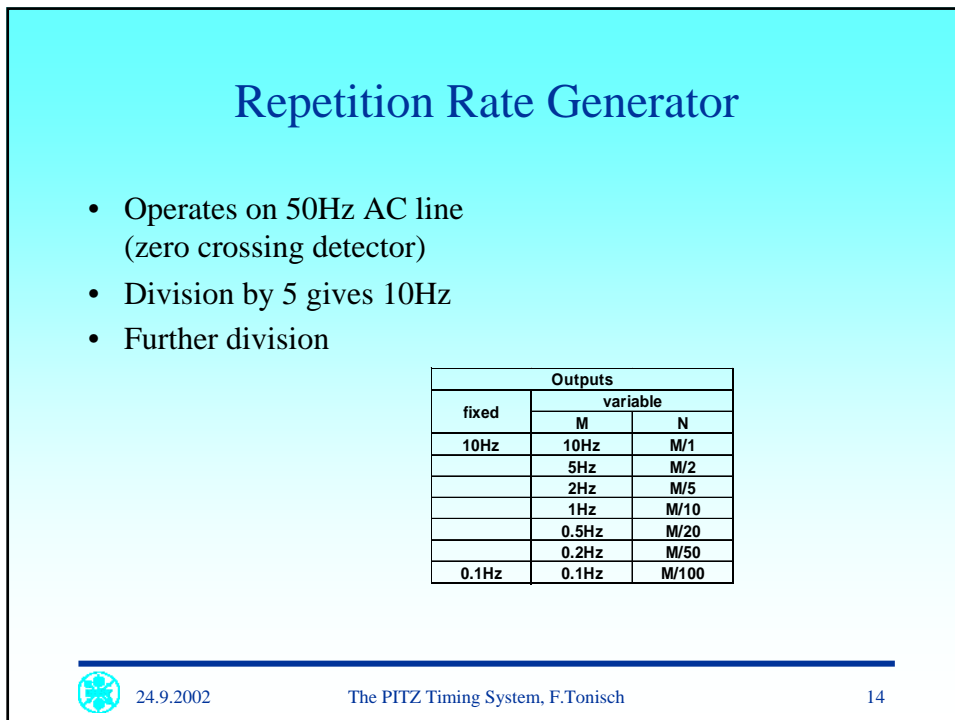 Repetition Rate Generator
• Operates on 50Hz AC line
(zero crossing detector)
• Division by 5 gives 10Hz
• Further division
Outputs
fixed variable
M N
10Hz 10Hz M/1
5Hz M/2
2Hz M/5
1Hz M/10
0.5Hz M/20
0.2Hz M/50
0.1Hz 0.1Hz M/100
24.9.2002 The PITZ Timing System, F.Tonisch 14